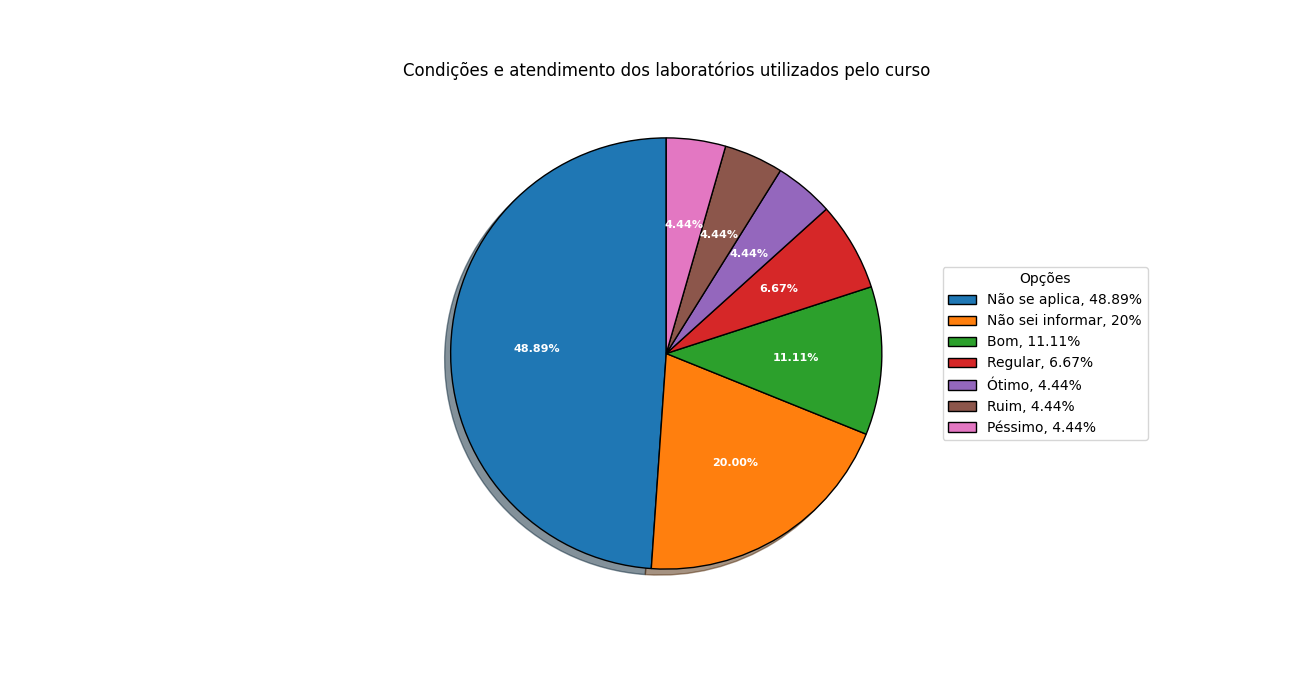 Condições e atendimento dos laboratórios utilizados pelo curso
4.44%
4.44%
4.44%
6.67%
48.89%
11.11%
20.00%
Opções
Não se aplica, 48.89%
Não sei informar, 20%
Bom, 11.11%
Regular, 6.67%
Ótimo, 4.44%
Ruim, 4.44%
Péssimo, 4.44%